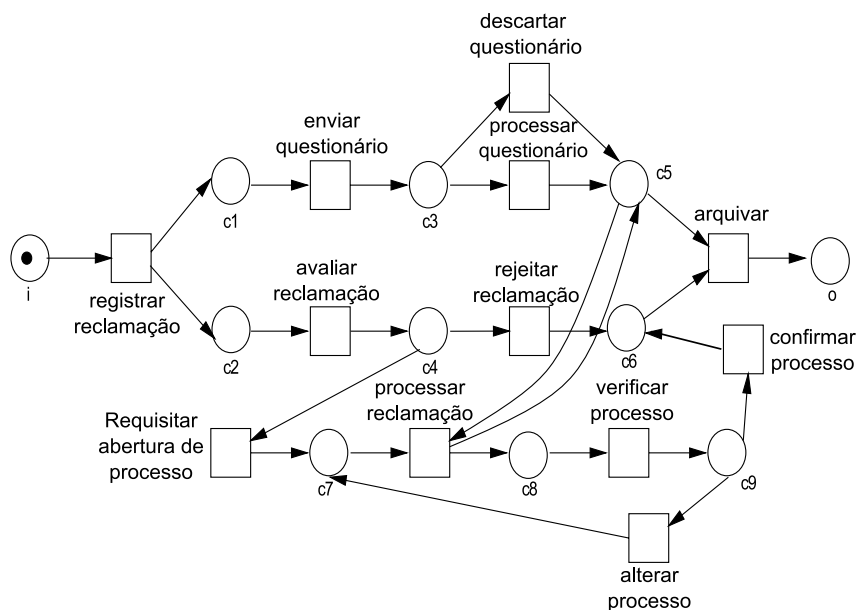 descartar
questionário
enviar
questionário
processar
questionário
c1
c3
c5
arquivar
i
registrar
reclamação
avaliar
reclamação
rejeitar
reclamação
o
c2
c4
c6
confirmar
processo
Requisitar
abertura de
processo
processar
reclamação
verificar
processo
c7
c8
c9
alterar
processo